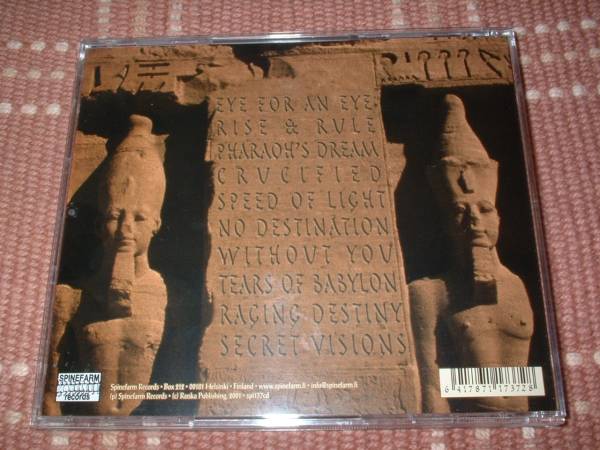 EYE FOR AN EYE
RISE & RULE
PHARAOH'S DREAM
CRUCIFIED
SPEED OF LIGHT
NO DESTINATION
WITHOUT YOU
TEARS OF BABYLON
RAGING DESTINY
SECRET VISIONS
SPINEFARM
records
Spinefarm Records • Box 212 • 00121 Helsinki • Finland • www.spinefarm.fi • info@spinefarm.fi
(p) Spinefarm Records • (c) Ranka Publishing, 2001 • spi137cd
6 417871 173728